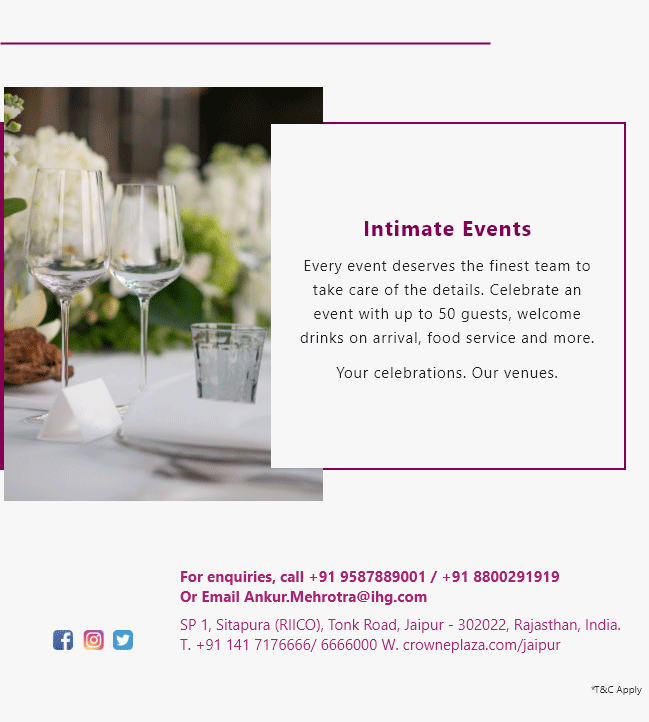 Intimate Events
Every event deserves the finest team to
take care of the details. Celebrate an
event with up to 50 guests, welcome
drinks on arrival, food service and more.
Your celebrations. Our venues.
For enquiries, call +91 9587889001 / +91 8800291919
Or Email Ankur.Mehrotra@ihg.com
SP 1, Sitapura (RIICO), Tonk Road, Jaipur - 302022, Rajasthan, India.
T. +91 141 7176666/ 6666000 W. crowneplaza.com/jaipur
*T&C Apply